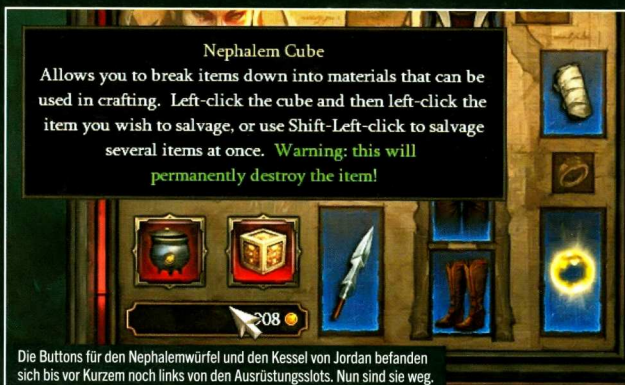 Nephalem Cube
Allows you to break items down into materials that can be
used in crafting. Left-click the cube and then left-click the
item you wish to salvage, or use Shift-Left-click to salvage
several items at once. Warning: this will
permanently destroy the item!
908
Die Buttons für den Nephalemwürfel und den Kessel von Jordan befanden
sich bis vor Kurzem noch links von den Ausrüstungsslots. Nun sind sie weg.